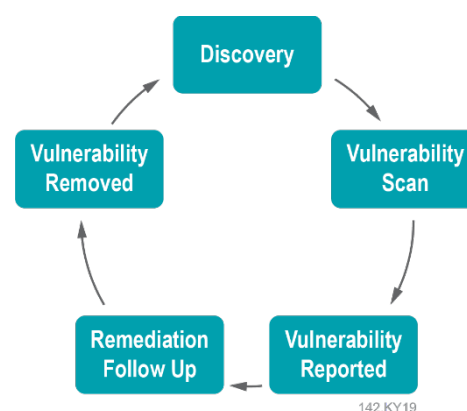 Discovery
Vulnerability
Scan
Vulnerability
Reported
Remediation
Follow Up
Vulnerability
Removed
142 KY19